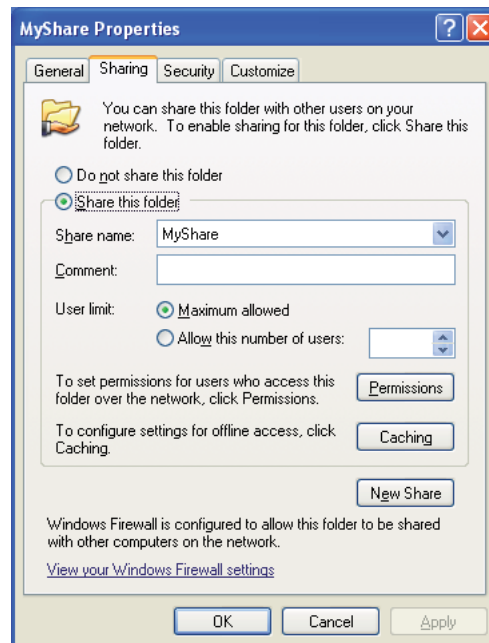 MyShare Properties
General Sharing Security Customize
You can share this folder with other users on your
network. To enable sharing for this folder, click Share this
folder.
Do not share this folder
Share this folder
Share name: MyShare
Comment:
User limit: Maximum allowed
Allow this number of users:
To set permissions for users who access this
folder over the network, click Permissions.
Permissions
To configure settings for offline access, click
Caching.
Caching
New Share
Windows Firewall is configured to allow this folder to be shared
with other computers on the network.
View your Windows Firewall settings
OK Cancel Apply